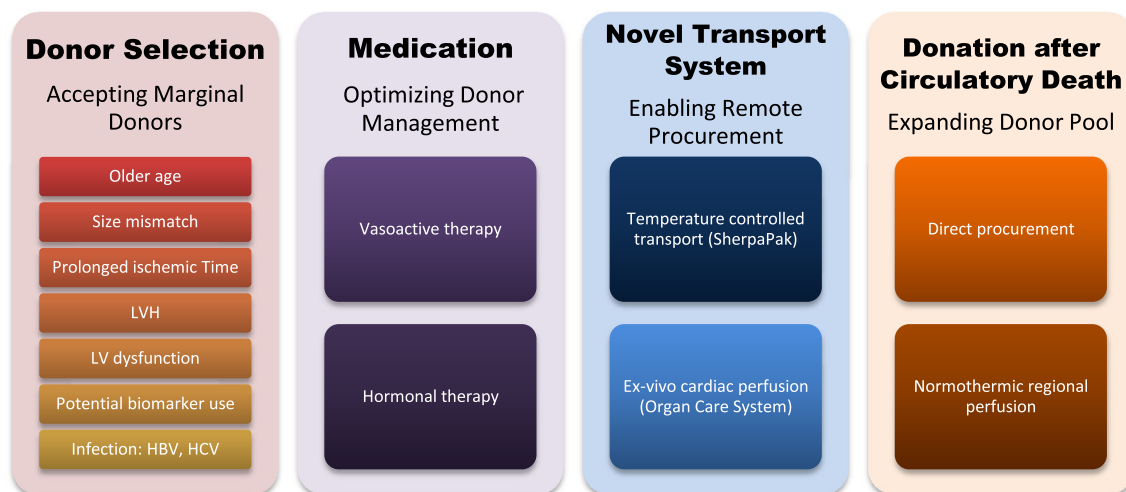 Donor Selection
Accepting Marginal
Donors
Older age
Size mismatch
Prolonged ischemic Time
LVH
LV dysfunction
Potential biomarker use
Infection: HBV, HCV
Medication
Optimizing Donor
Management
Vasoactive therapy
Hormonal therapy
Novel Transport
System
Enabling Remote
Procurement
Temperature controlled
transport (SherpaPak)
Ex-vivo cardiac perfusion
(Organ Care System)
Donation after
Circulatory Death
Expanding Donor Pool
Direct procurement
Normothermic regional
perfusion